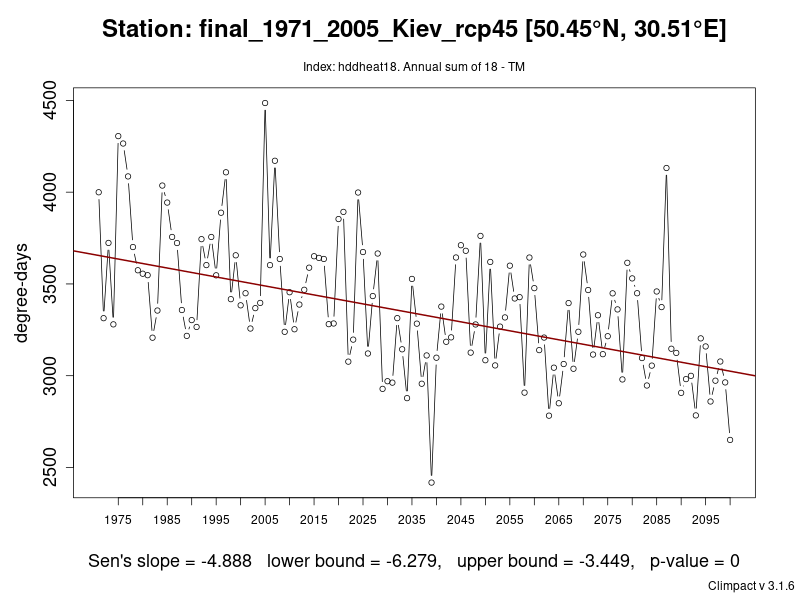 Station: final_1971_2005_Kiev_rcp45 [50.45°N, 30.51°E]
Index: hddheat18. Annual sum of 18 - TM
degree-days
4500
4000
3500
3000
2500
1975 1985 1995 2005 2015 2025 2035 2045 2055 2065 2075 2085 2095
Sen's slope = -4.888 lower bound = -6.279, upper bound = -3.449, p-value = 0
Climpact v 3.1.6